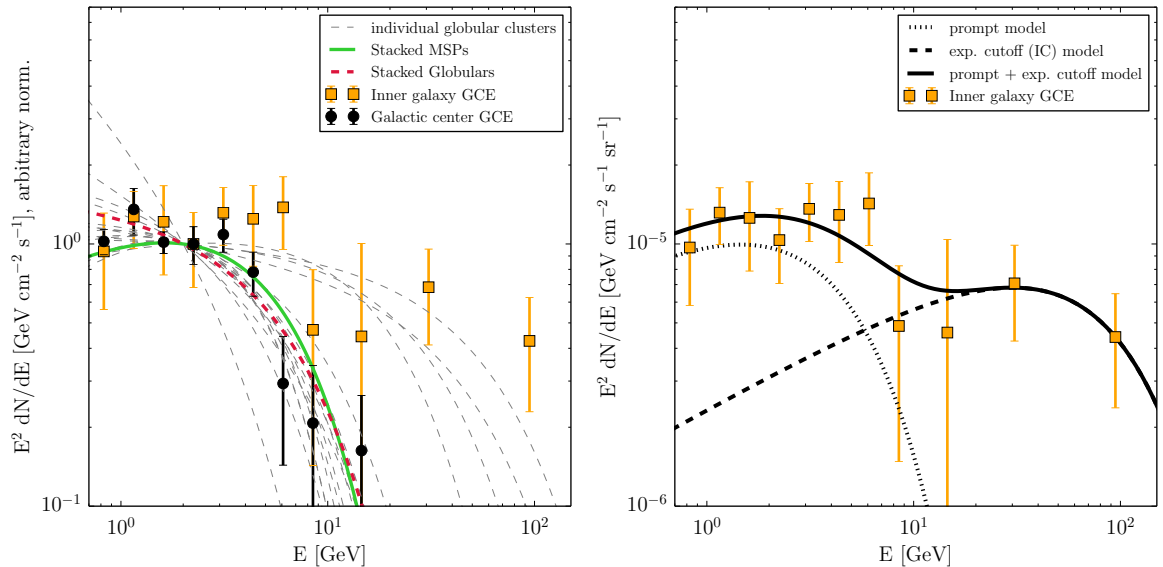 E² dN/dE [GeV cm⁻² s⁻¹], arbitrary norm.
10⁰
10⁻¹
individual globular clusters
Stacked MSPs
Stacked Globulars
Inner galaxy GCE
Galactic center GCE
10⁰ 10¹ 10²
E [GeV]
E² dN/dE [GeV cm⁻² s⁻¹ sr⁻¹]
10⁻⁵
10⁻⁶
prompt model
exp. cutoff (IC) model
prompt + exp. cutoff model
Inner galaxy GCE
10⁰ 10¹ 10²
E [GeV]